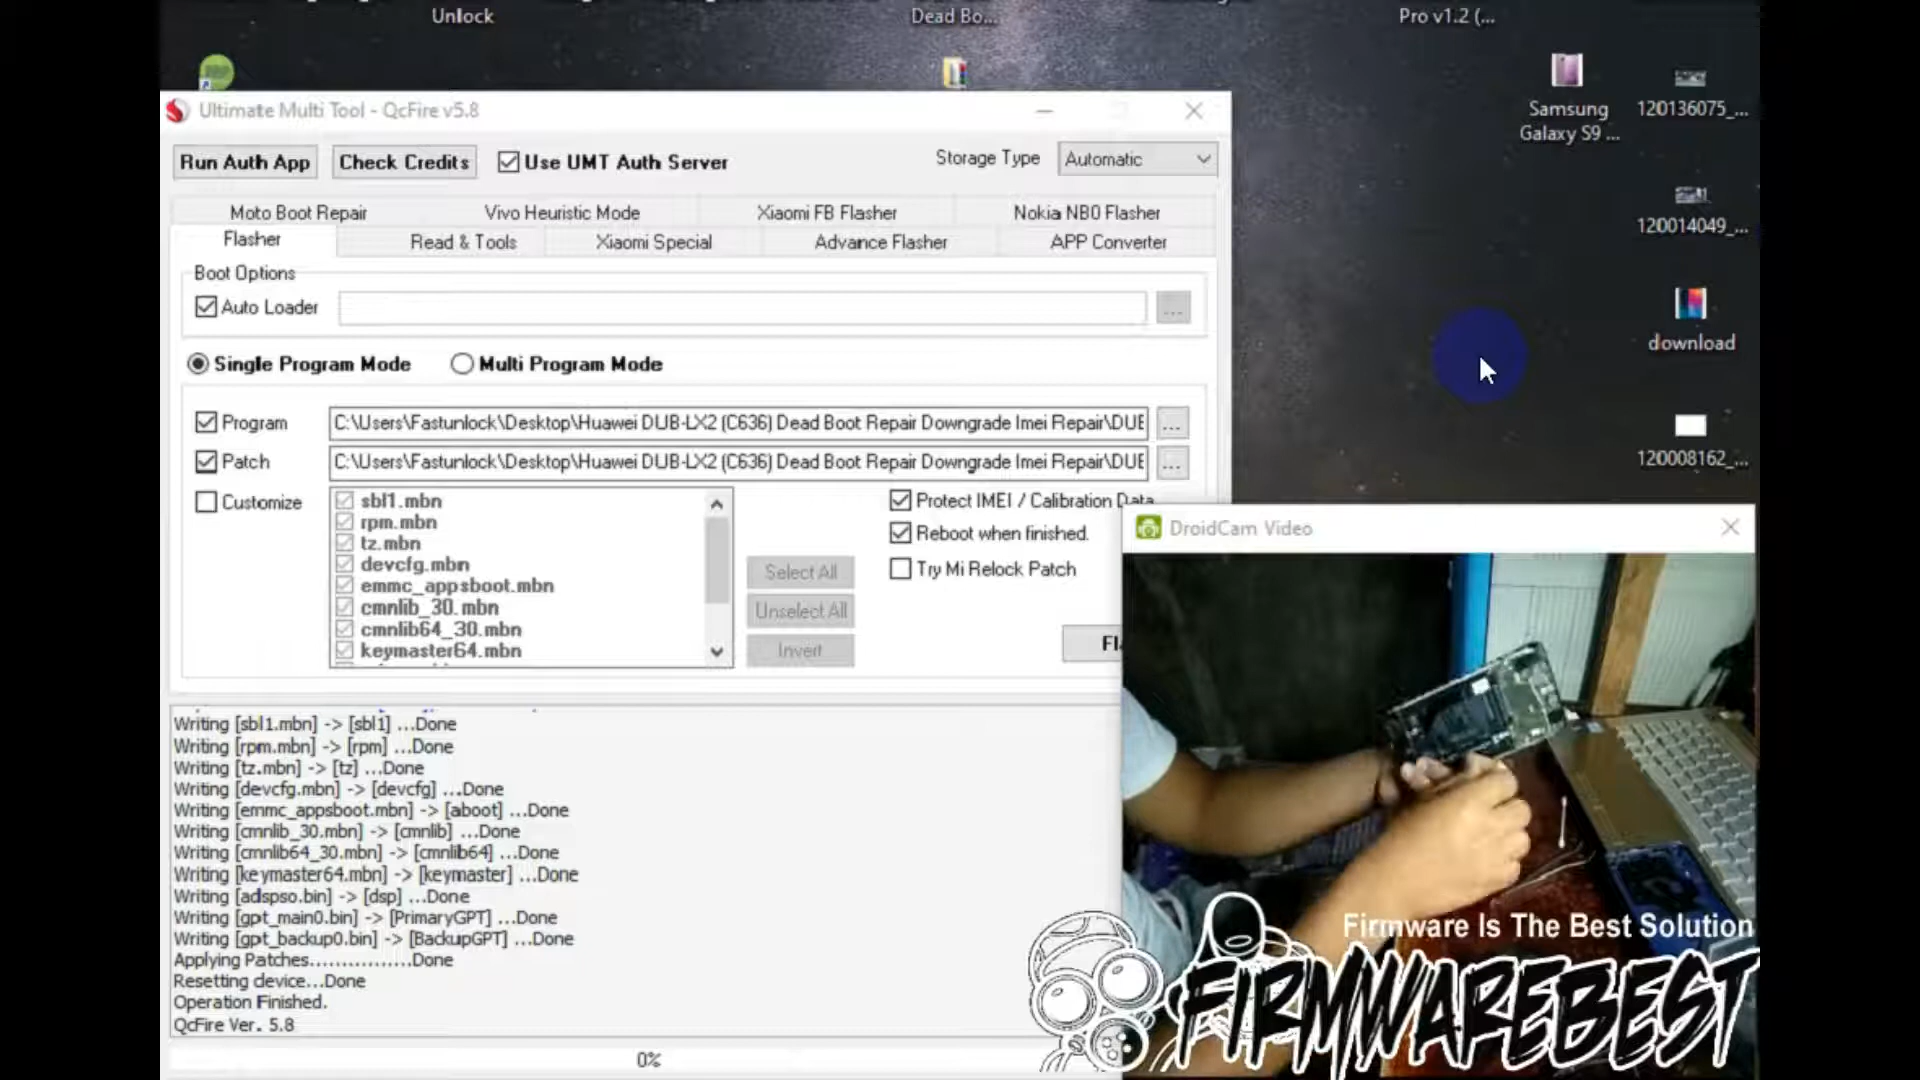 Unlock
Dead Bo...
Pro v1.2 (...
Samsung
Galaxy S9 ...
120136075_...
120014049_...
download
120008162_...
Ultimate Multi Tool - QcFire v5.8
Run Auth App
Check Credits
Use UMT Auth Server
Storage Type
Automatic
Moto Boot Repair
Vivo Heuristic Mode
Xiaomi FB Flasher
Nokia NB0 Flasher
Flasher
Read & Tools
Xiaomi Special
Advance Flasher
APP Converter
Boot Options
Auto Loader
...
Single Program Mode
Multi Program Mode
Program
C:\Users\Fastunlock\Desktop\Huawei DUB-LX2 (C636) Dead Boot Repair Downgrade Imei Repair\DUB
...
Patch
C:\Users\Fastunlock\Desktop\Huawei DUB-LX2 (C636) Dead Boot Repair Downgrade Imei Repair\DUB
...
Customize
sbl1.mbn
rpm.mbn
tz.mbn
devcfg.mbn
emmc_appsboot.mbn
cmnlib_30.mbn
cmnlib64_30.mbn
keymaster64.mbn
Select All
Unselect All
Invert
Protect IMEI / Calibration Data
Reboot when finished.
Try Mi Relock Patch
Fl
DroidCam Video
Writing [sbl1.mbn] -> [sbl1] ...Done
Writing [rpm.mbn] -> [rpm] ...Done
Writing [tz.mbn] -> [tz] ...Done
Writing [devcfg.mbn] -> [devcfg] ...Done
Writing [emmc_appsboot.mbn] -> [aboot] ...Done
Writing [cmnlib_30.mbn] -> [cmnlib] ...Done
Writing [cmnlib64_30.mbn] -> [cmnlib64] ...Done
Writing [keymaster64.mbn] -> [keymaster] ...Done
Writing [adspso.bin] -> [dsp] ...Done
Writing [gpt_main0.bin] -> [PrimaryGPT] ...Done
Writing [gpt_backup0.bin] -> [BackupGPT] ...Done
Applying Patches................Done
Resetting device...Done
Operation Finished.
QcFire Ver. 5.8
0%
Firmware Is The Best Solution
FIRMWAREBEST